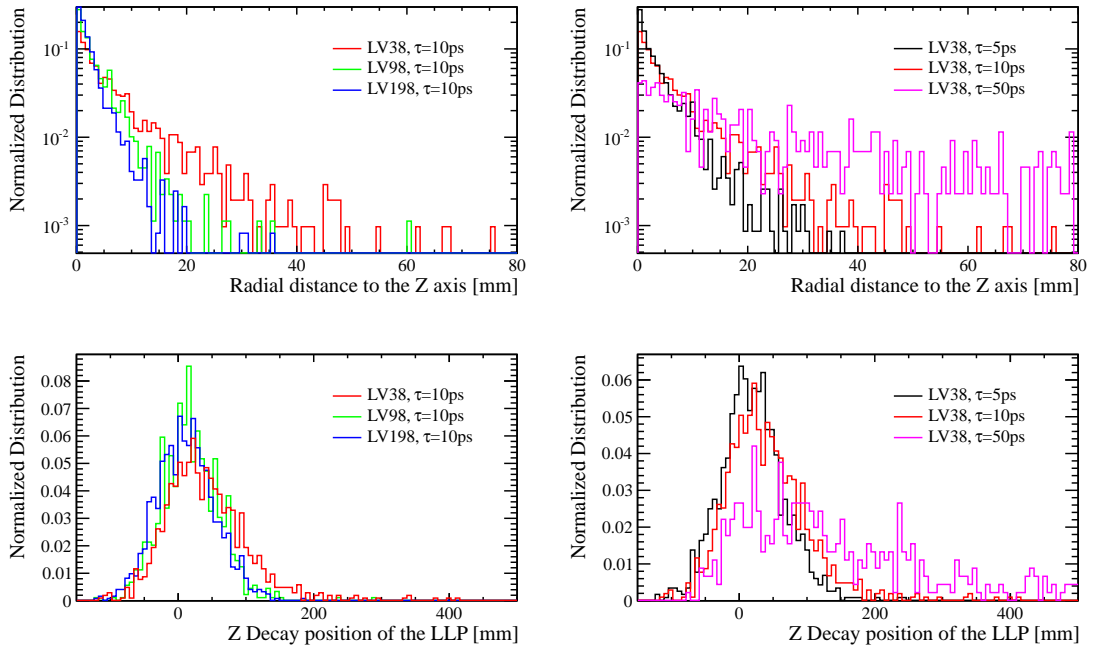 Normalized Distribution
10⁻¹
10⁻²
10⁻³
LV38, τ=10ps
LV98, τ=10ps
LV198, τ=10ps
0 20 40 60 80
Radial distance to the Z axis [mm]
Normalized Distribution
10⁻¹
10⁻²
10⁻³
LV38, τ=5ps
LV38, τ=10ps
LV38, τ=50ps
0 20 40 60 80
Radial distance to the Z axis [mm]
Normalized Distribution
0.08
0.07
0.06
0.05
0.04
0.03
0.02
0.01
0
LV38, τ=10ps
LV98, τ=10ps
LV198, τ=10ps
0 200 400
Z Decay position of the LLP [mm]
Normalized Distribution
0.06
0.05
0.04
0.03
0.02
0.01
0
LV38, τ=5ps
LV38, τ=10ps
LV38, τ=50ps
0 200 400
Z Decay position of the LLP [mm]